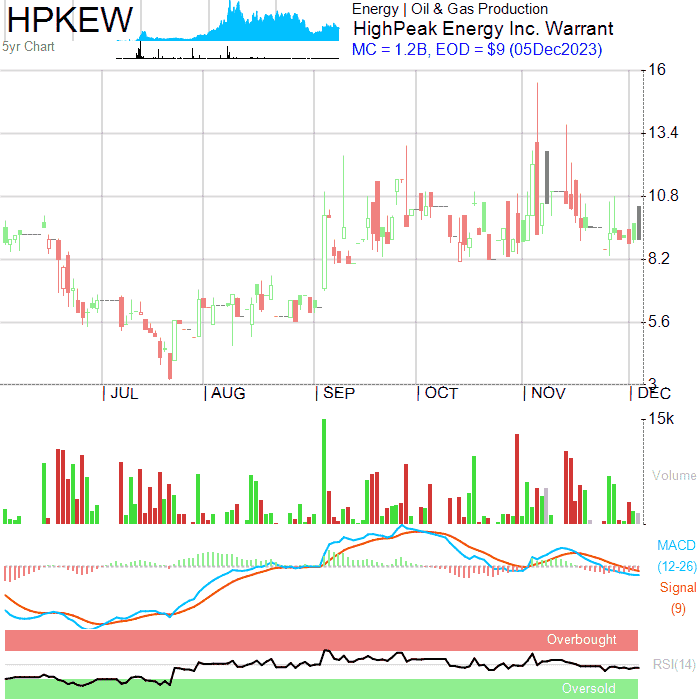 HPKEW
5yr Chart
Energy | Oil & Gas Production
HighPeak Energy Inc. Warrant
MC = 1.2B, EOD = $9 (05Dec2023)
16
13.4
10.8
8.2
5.6
3
JUL AUG SEP OCT NOV DEC
15k
Volume
MACD
(12-26)
Signal
(9)
Overbought
RSI(14)
Oversold